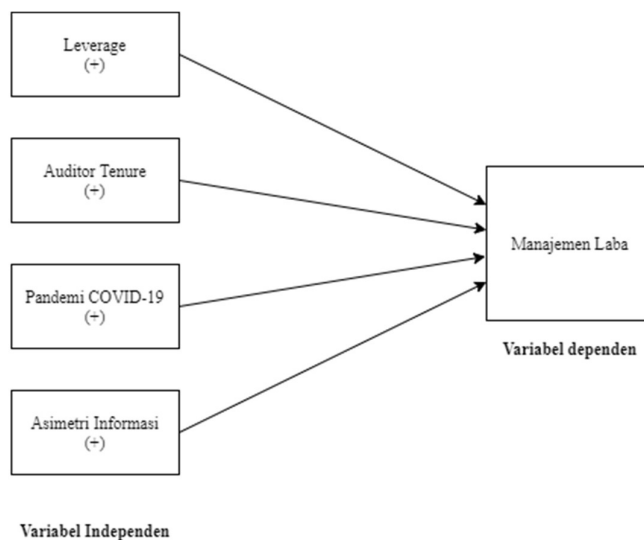 Leverage
(+)
Auditor Tenure
(+)
Pandemi COVID-19
(+)
Asimetri Informasi
(+)
Variabel Independen
Manajemen Laba
Variabel dependen